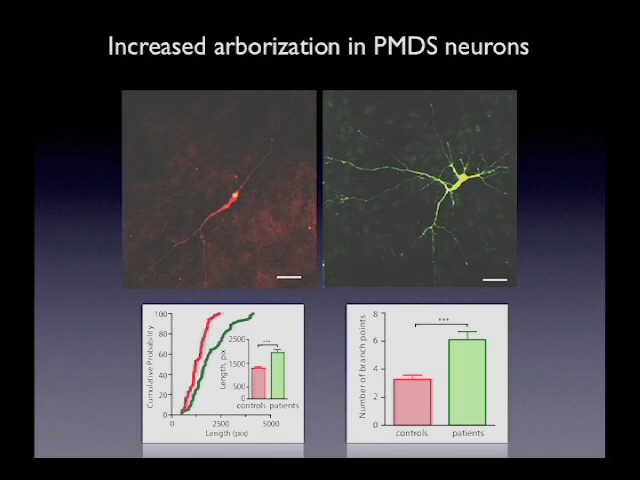 Increased arborization in PMDS neurons
100
80
60
40
20
0
Cumulative Probability
0
2500
5000
Length (pix)
2500
1500
500
0
Length, pix
***
controls
patients
8
6
4
2
0
Number of branch points
***
controls
patients